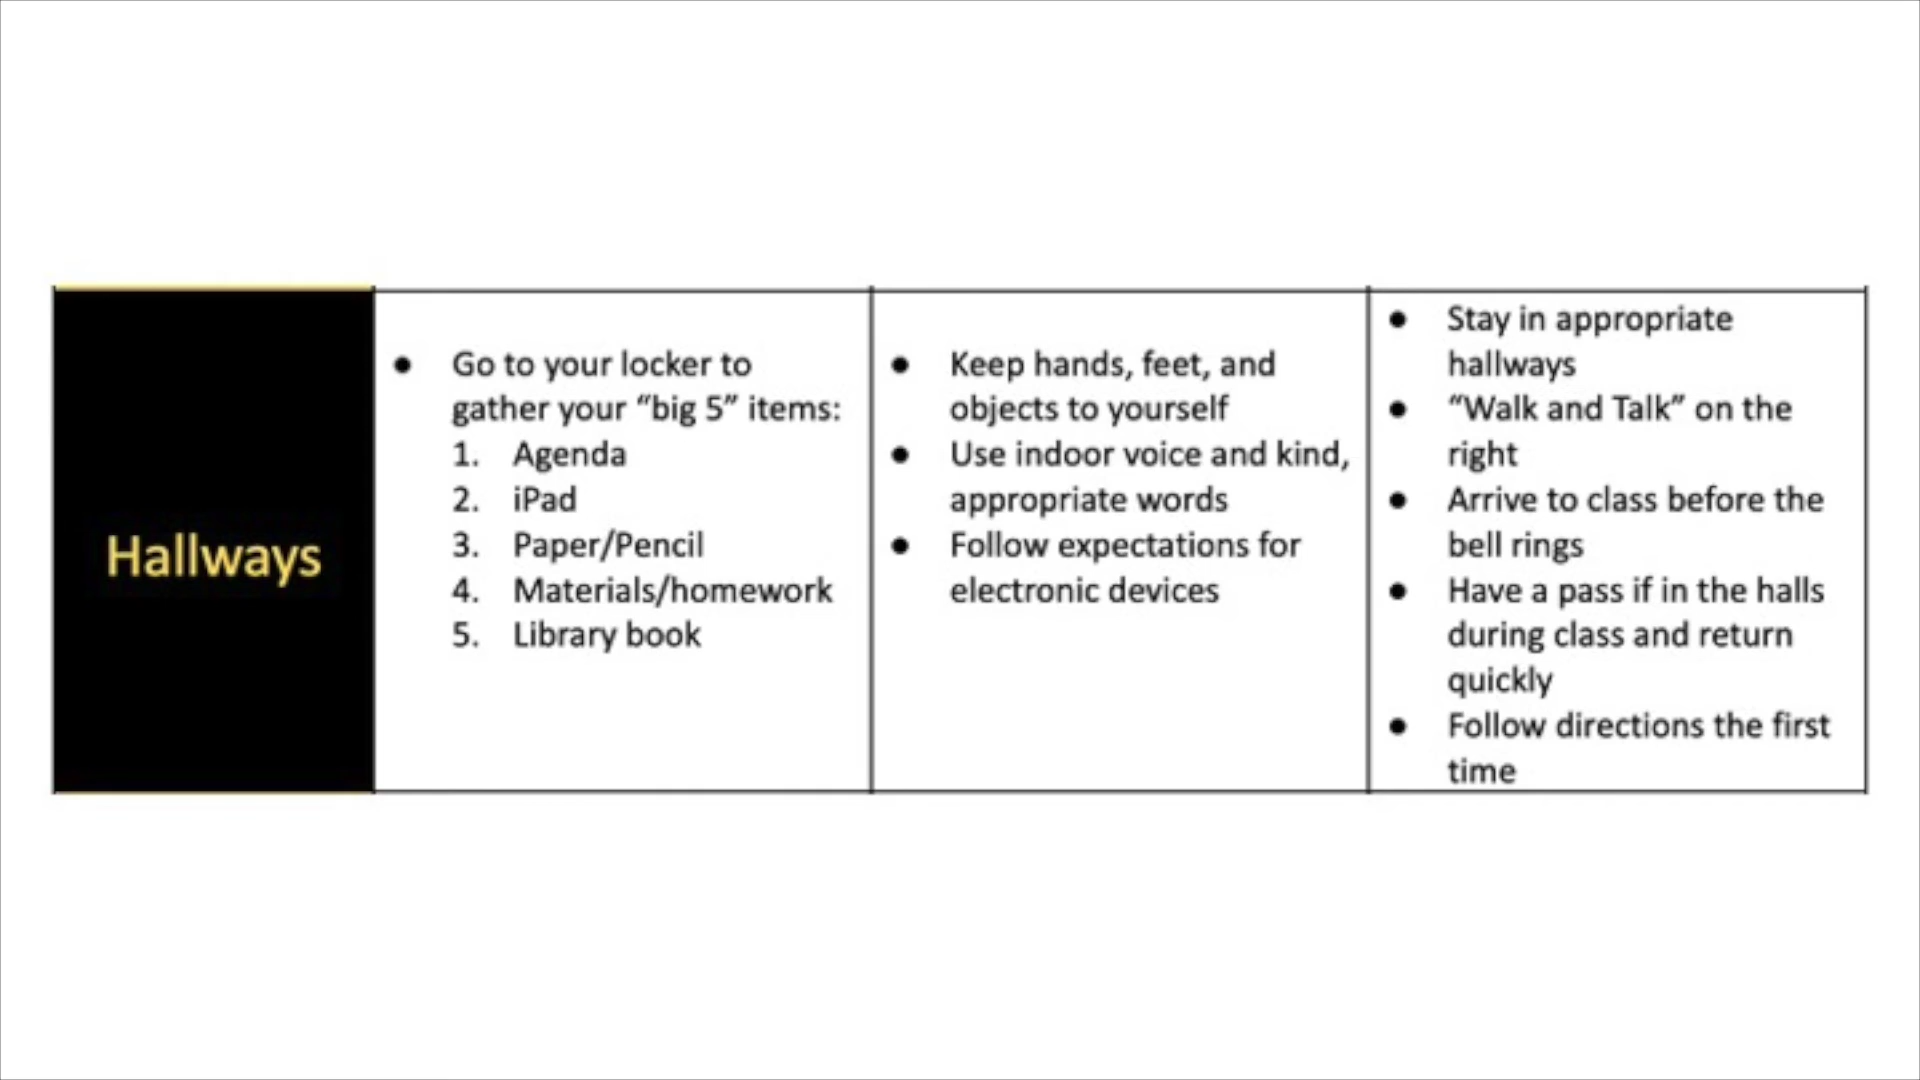 Hallways
● Go to your locker to
gather your “big 5” items:
1. Agenda
2. iPad
3. Paper/Pencil
4. Materials/homework
5. Library book
● Keep hands, feet, and
objects to yourself
● Use indoor voice and kind,
appropriate words
● Follow expectations for
electronic devices
● Stay in appropriate
hallways
● “Walk and Talk” on the
right
● Arrive to class before the
bell rings
● Have a pass if in the halls
during class and return
quickly
● Follow directions the first
time